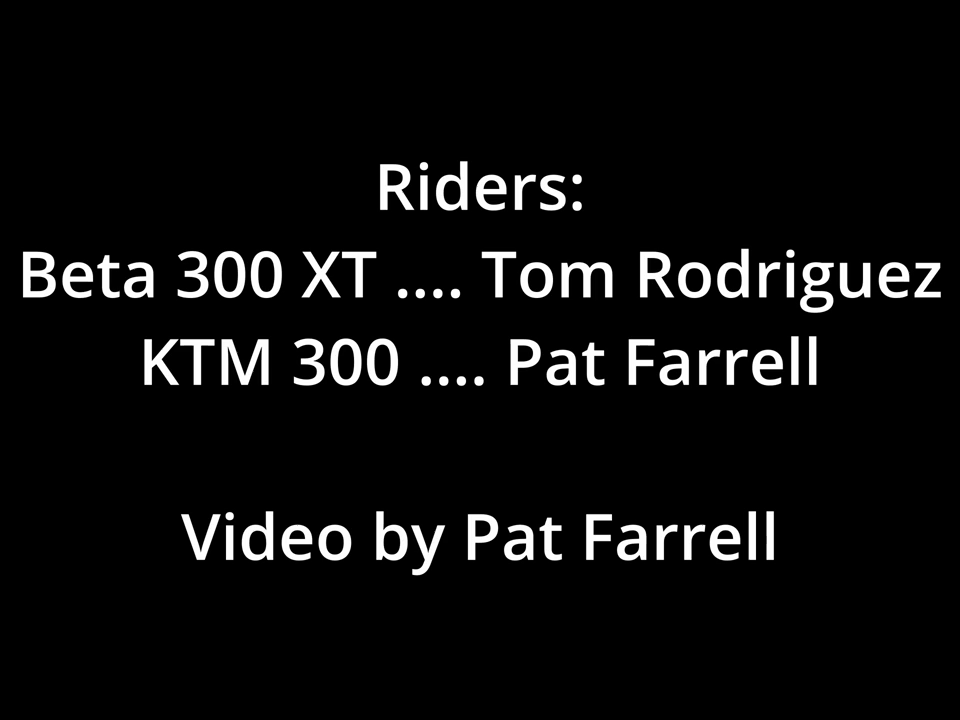 Riders:
Beta 300 XT .... Tom Rodriguez
KTM 300 .... Pat Farrell
Video by Pat Farrell